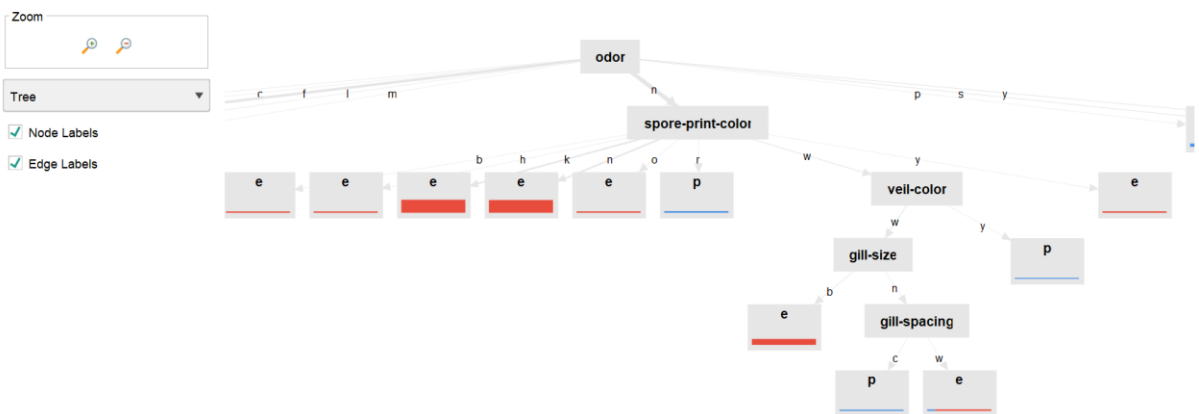 Zoom
Tree
Node Labels
Edge Labels
odor
c f l m n p s y
spore-print-color
b h k n o r w y
e e e e e p veil-color e
w y
gill-size p
b n
e gill-spacing
c w
p e